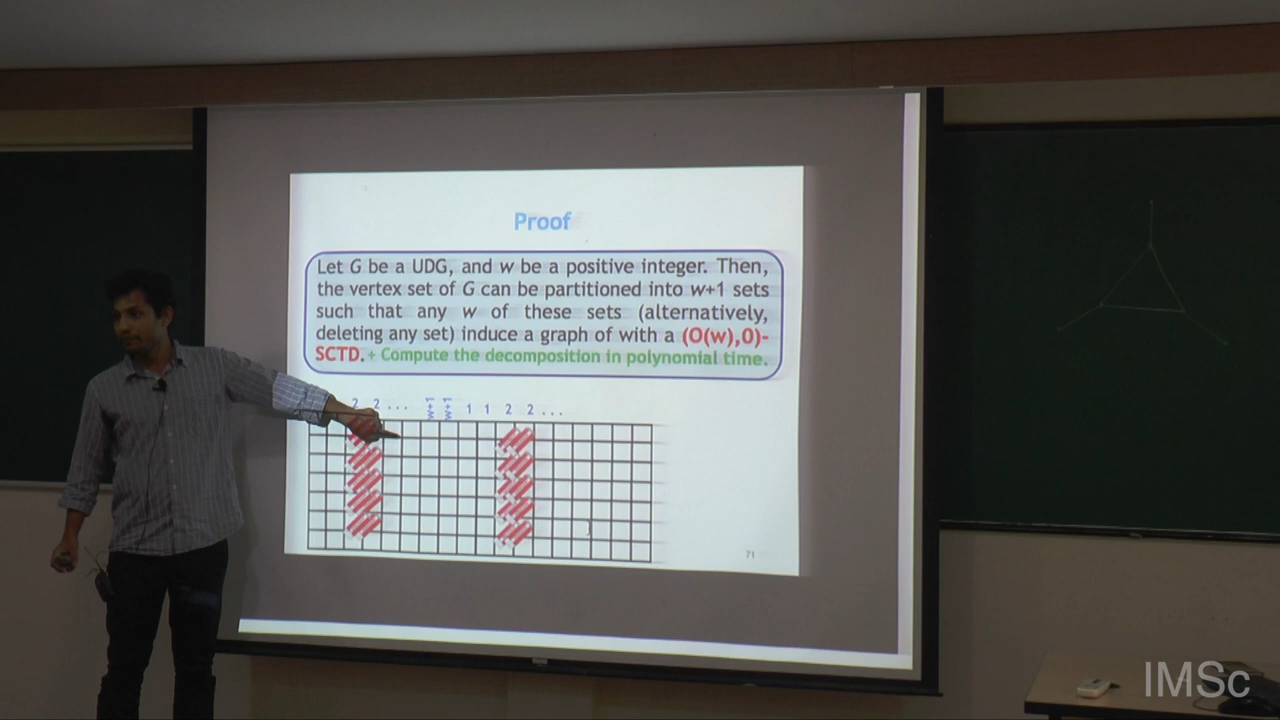 Proof
Let G be a UDG, and w be a positive integer. Then,
the vertex set of G can be partitioned into w+1 sets
such that any w of these sets (alternatively,
deleting any set) induce a graph of with a (O(w),0)-
SCTD. + Compute the decomposition in polynomial time.
2 2 ... w+1 w+1 1 1 2 2 ...
71
IMSc